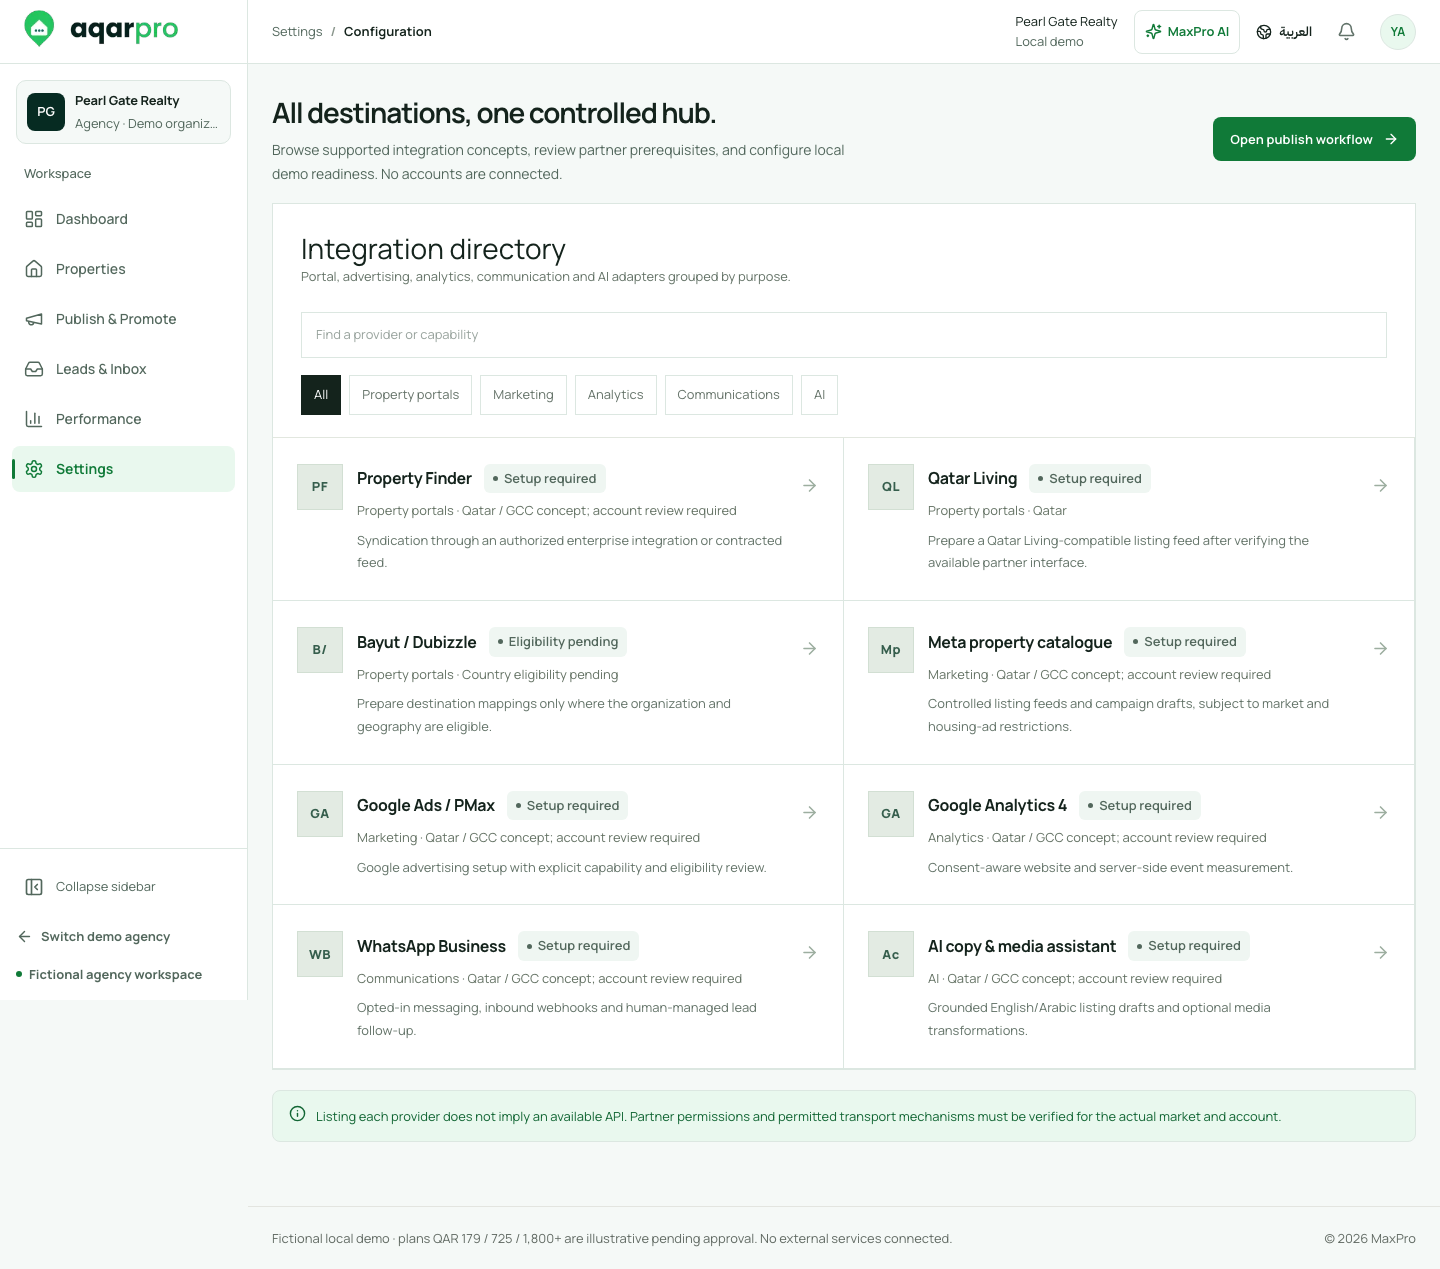 aqarpro
PG
Pearl Gate Realty
Agency · Demo organiz...
Workspace
Dashboard
Properties
Publish & Promote
Leads & Inbox
Performance
Settings
Collapse sidebar
Switch demo agency
Fictional agency workspace
Settings / Configuration
Pearl Gate Realty
Local demo
MaxPro AI
العربية
YA
All destinations, one controlled hub.
Browse supported integration concepts, review partner prerequisites, and configure local
demo readiness. No accounts are connected.
Open publish workflow
Integration directory
Portal, advertising, analytics, communication and AI adapters grouped by purpose.
Find a provider or capability
All Property portals Marketing Analytics Communications AI
PF
Property Finder Setup required
Property portals · Qatar / GCC concept; account review required
Syndication through an authorized enterprise integration or contracted
feed.
QL
Qatar Living Setup required
Property portals · Qatar
Prepare a Qatar Living-compatible listing feed after verifying the
available partner interface.
B/
Bayut / Dubizzle Eligibility pending
Property portals · Country eligibility pending
Prepare destination mappings only where the organization and
geography are eligible.
Mp
Meta property catalogue Setup required
Marketing · Qatar / GCC concept; account review required
Controlled listing feeds and campaign drafts, subject to market and
housing-ad restrictions.
GA
Google Ads / PMax Setup required
Marketing · Qatar / GCC concept; account review required
Google advertising setup with explicit capability and eligibility review.
GA
Google Analytics 4 Setup required
Analytics · Qatar / GCC concept; account review required
Consent-aware website and server-side event measurement.
WB
WhatsApp Business Setup required
Communications · Qatar / GCC concept; account review required
Opted-in messaging, inbound webhooks and human-managed lead
follow-up.
Ac
AI copy & media assistant Setup required
AI · Qatar / GCC concept; account review required
Grounded English/Arabic listing drafts and optional media
transformations.
Listing each provider does not imply an available API. Partner permissions and permitted transport mechanisms must be verified for the actual market and account.
Fictional local demo · plans QAR 179 / 725 / 1,800+ are illustrative pending approval. No external services connected.
© 2026 MaxPro